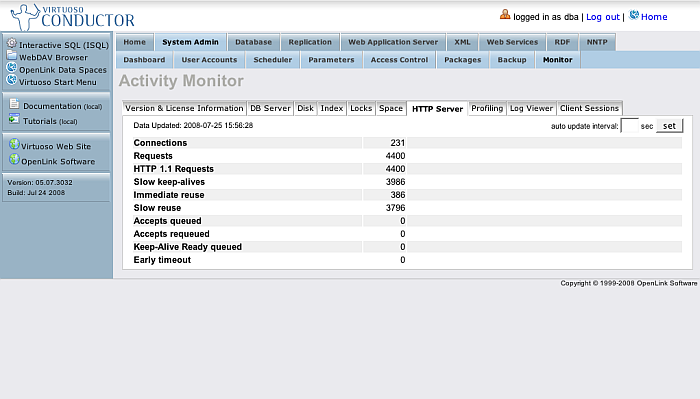 VIRTUOSO
CONDUCTOR
logged in as dba | Log out | Home
Interactive SQL (ISQL)
WebDAV Browser
OpenLink Data Spaces
Virtuoso Start Menu
Documentation (local)
Tutorials (local)
Virtuoso Web Site
OpenLink Software
Version: 05.07.3032
Build: Jul 24 2008
Home System Admin Database Replication Web Application Server XML Web Services RDF NNTP
Dashboard User Accounts Scheduler Parameters Access Control Packages Backup Monitor
Activity Monitor
Version & License Information DB Server Disk Index Locks Space HTTP Server Profiling Log Viewer Client Sessions
Data Updated: 2008-07-25 15:56:28 auto update interval: sec set
Connections 231
Requests 4400
HTTP 1.1 Requests 4400
Slow keep-alives 3986
Immediate reuse 386
Slow reuse 3796
Accepts queued 0
Accepts requeued 0
Keep-Alive Ready queued 0
Early timeout 0
Copyright © 1999-2008 OpenLink Software